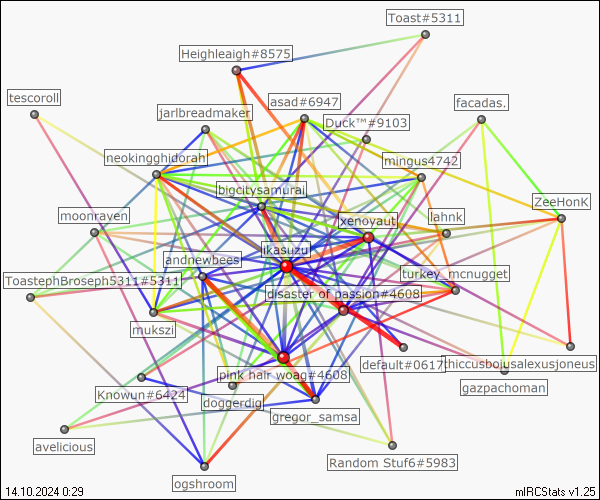 Toast#5311
Heighleaigh#8575
tescoroll
asad#6947
facadas.
jarlbreadmaker
Duck™#9103
neokingghidorah
mingus4742
bigcitysamurai
ZeeHonK
moonraven
xenovaut
lahnk
ikasuzu
andnewbees
turkey_mcnugget
ToastephBroseph5311#5311
disaster of passion#4608
mukszi
pink hair woag#4608
default#0617
thiccusbojusalexusjoneus
gazpachoman
Knowun#6424
doggerdig
gregor_samsa
avelicious
Random Stuf6#5983
ogshroom
14.10.2024 0:29
mIRCStats v1.25